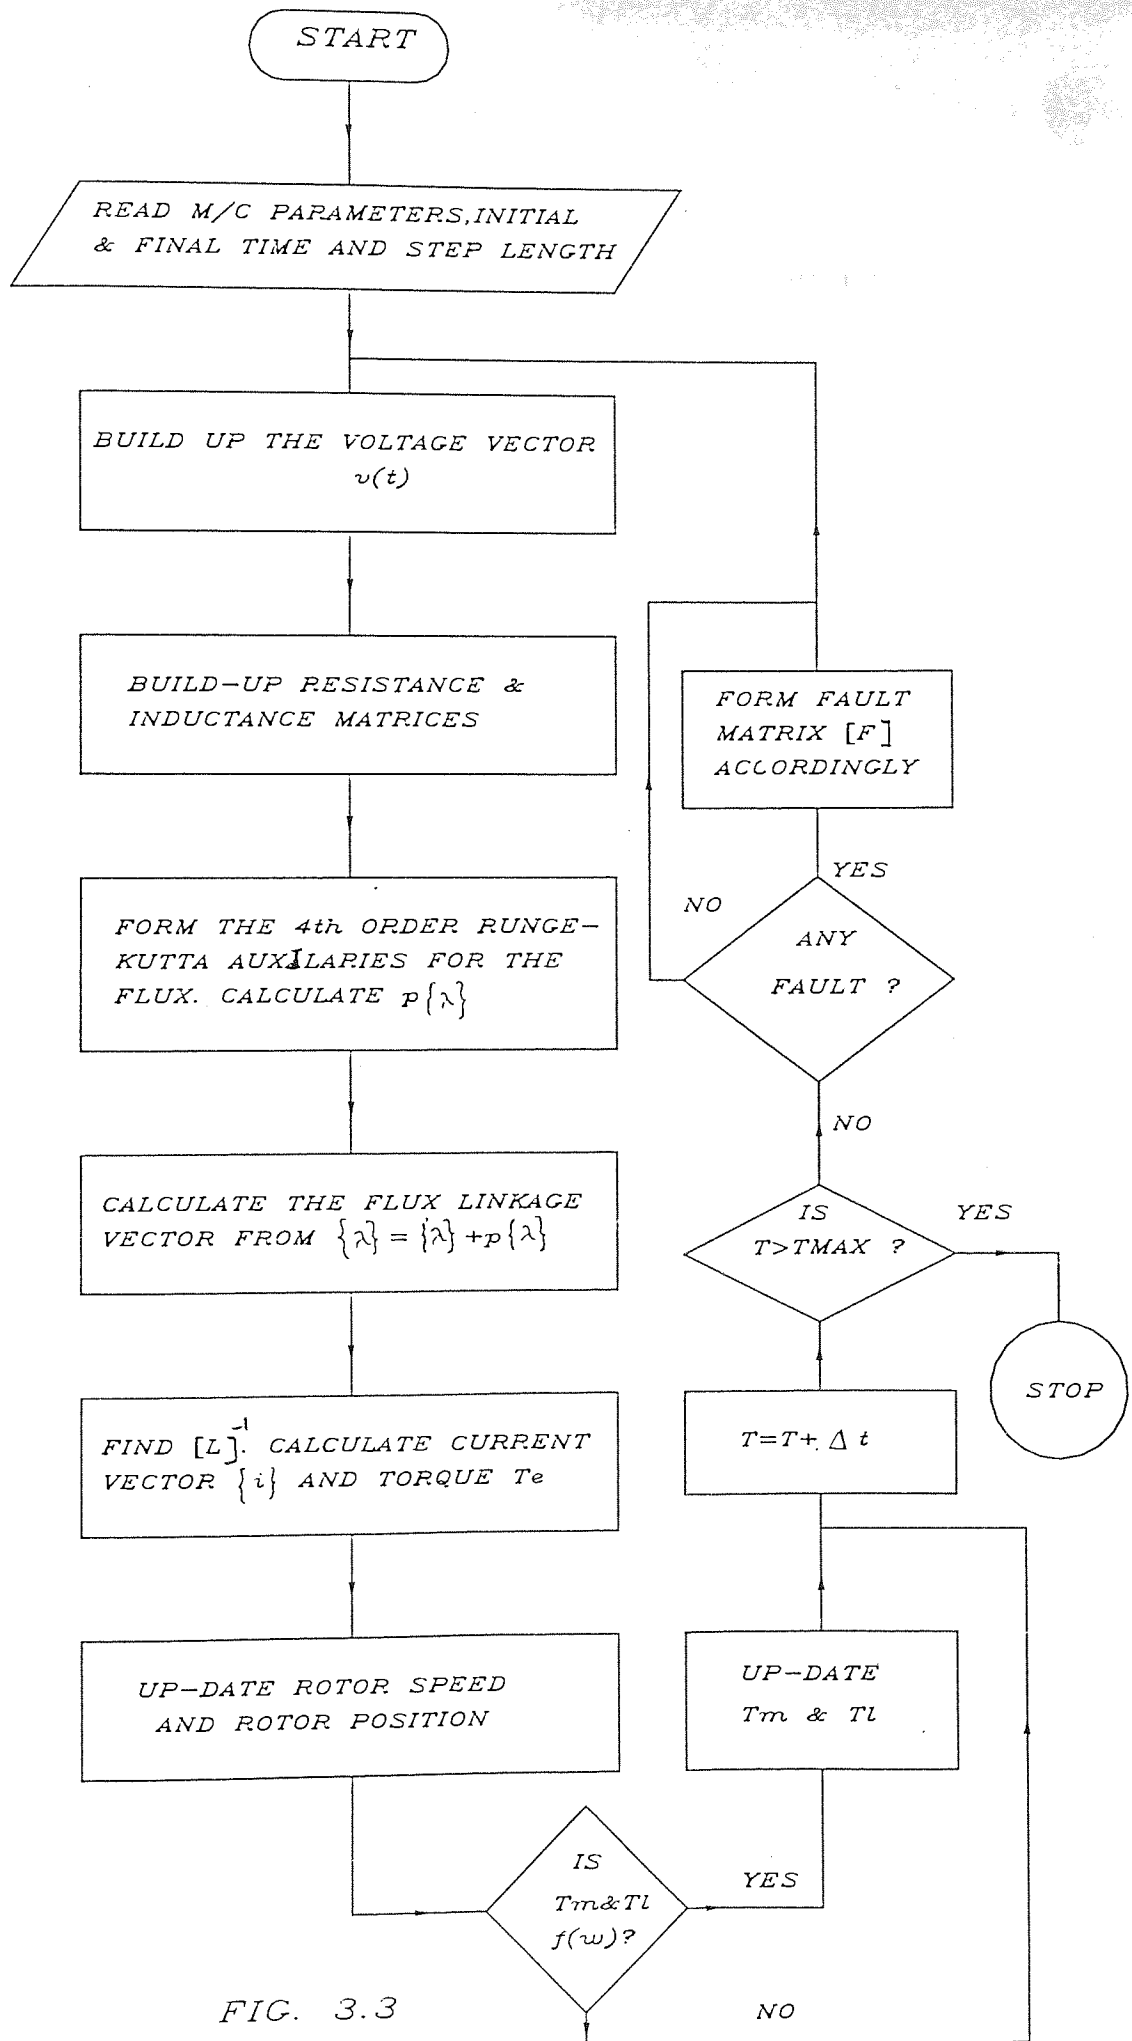 START
READ M/C PARAMETERS,INITIAL
& FINAL TIME AND STEP LENGTH
BUILD UP THE VOLTAGE VECTOR
v(t)
BUILD-UP RESISTANCE &
INDUCTANCE MATRICES
FORM THE 4th ORDER RUNGE-
KUTTA AUXILARIES FOR THE
FLUX. CALCULATE p{λ}
CALCULATE THE FLUX LINKAGE
VECTOR FROM {λ} = {λ} + p{λ}
FIND [L]⁻¹. CALCULATE CURRENT
VECTOR {i} AND TORQUE Te
UP-DATE ROTOR SPEED
AND ROTOR POSITION
IS
Tm&Tl
f(w)?
YES
NO
UP-DATE
Tm & Tl
T=T+ Δ t
IS
T>TMAX ?
YES
STOP
NO
ANY
FAULT ?
NO
YES
FORM FAULT
MATRIX [F]
ACCORDINGLY
FIG. 3.3